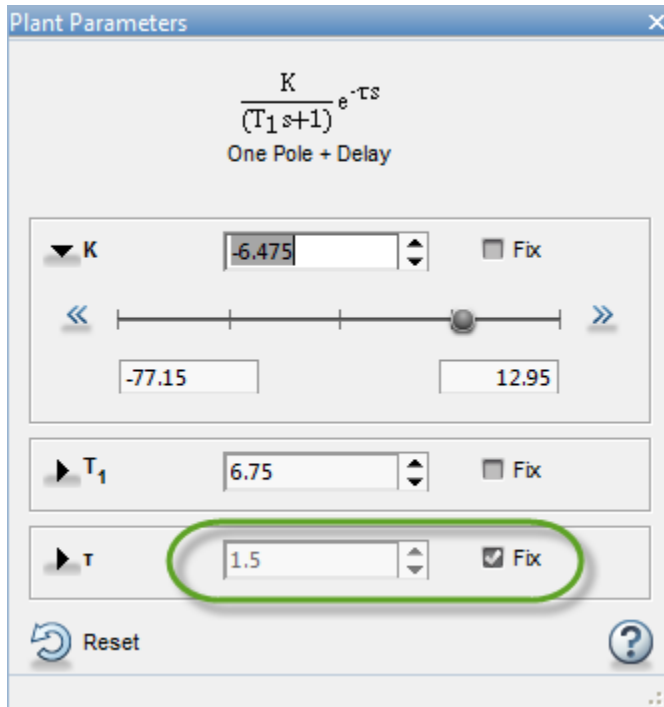 Plant Parameters
K
(T1s+1) e-τs
One Pole + Delay
K -6.475 Fix
-77.15 12.95
T1 6.75 Fix
τ 1.5 Fix
Reset